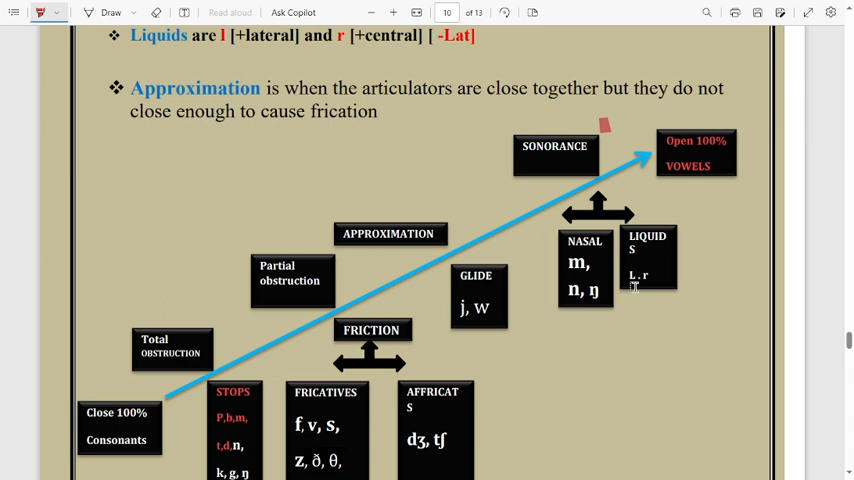 Draw
Read aloud
Ask Copilot
10
of 13
Liquids are l [+lateral] and r [+central] [ -Lat]
Approximation is when the articulators are close together but they do not
close enough to cause frication
SONORANCE
Open 100%
VOWELS
APPROXIMATION
NASAL
m,
n, ŋ
LIQUID
S
L . r
Partial
obstruction
GLIDE
j, w
FRICTION
Total
OBSTRUCTION
Close 100%
Consonants
STOPS
P,b,m,
t,d,n,
k, g, ŋ
FRICATIVES
f, v, s,
z, ð, θ,
AFFRICAT
S
dʒ, tʃ